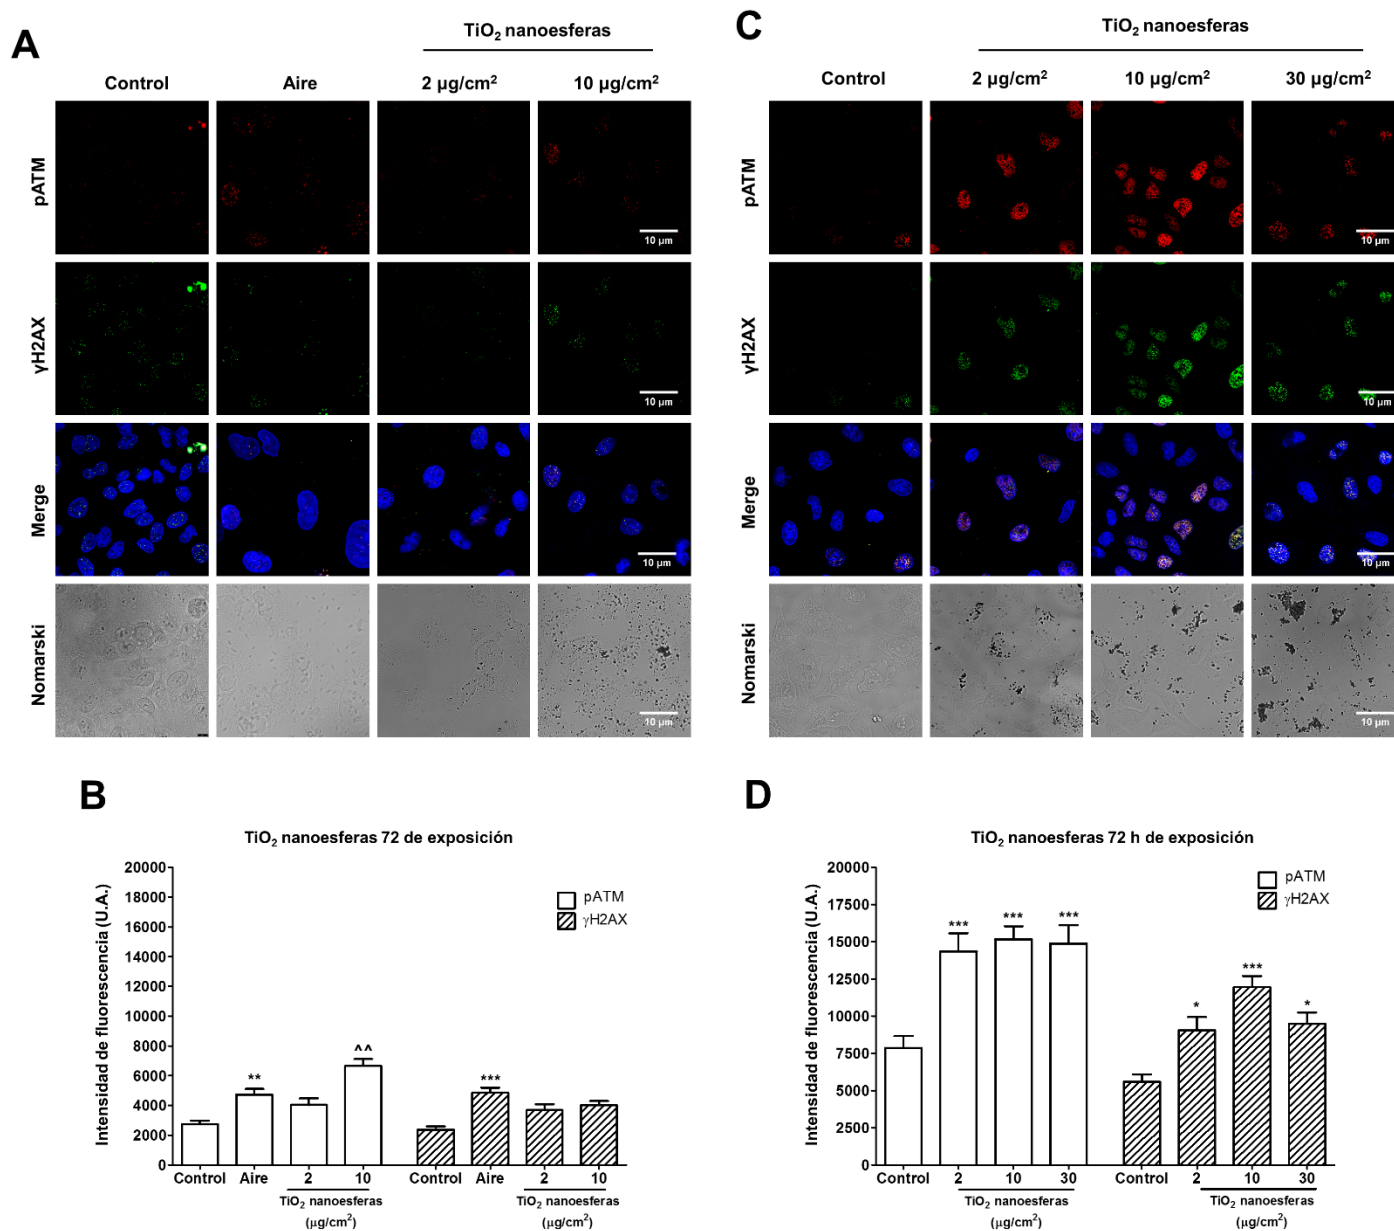 A
TiO₂ nanoesferas
Control
Aire
2 µg/cm²
10 µg/cm²
pATM
10 µm
γH2AX
10 µm
Merge
10 µm
Nomarski
10 µm
C
TiO₂ nanoesferas
Control
2 µg/cm²
10 µg/cm²
30 µg/cm²
pATM
10 µm
γH2AX
10 µm
Merge
10 µm
Nomarski
10 µm
B
TiO₂ nanoesferas 72 de exposición
Intensidad de fluorescencia (U.A.)
20000
18000
16000
14000
12000
10000
8000
6000
4000
2000
0
pATM
γH2AX
**
^^
***
Control
Aire
2
10
Control
Aire
2
10
TiO₂ nanoesferas
(µg/cm²)
TiO₂ nanoesferas
(µg/cm²)
D
TiO₂ nanoesferas 72 h de exposición
Intensidad de fluorescencia (U.A.)
20000
17500
15000
12500
10000
7500
5000
2500
0
pATM
γH2AX
***
***
***
*
***
*
Control
2
10
30
Control
2
10
30
TiO₂ nanoesferas
(µg/cm²)
TiO₂ nanoesferas
(µg/cm²)